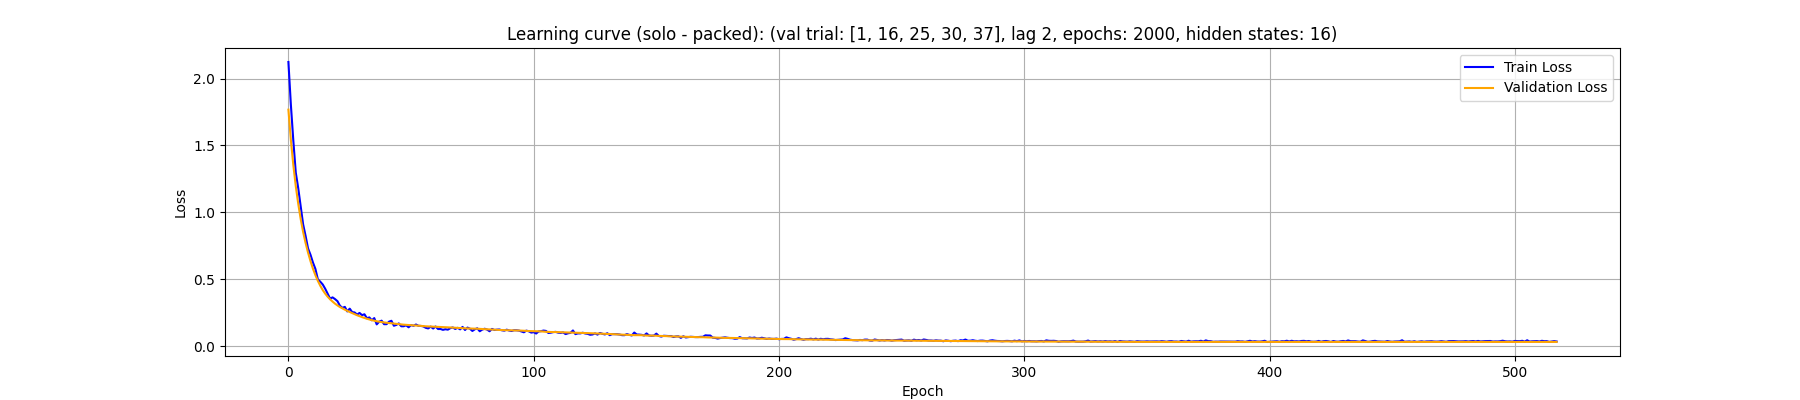 Learning curve (solo - packed): (val trial: [1, 16, 25, 30, 37], lag 2, epochs: 2000, hidden states: 16)
Train Loss
Validation Loss
2.0
1.5
1.0
0.5
0.0
Loss
0 100 200 300 400 500
Epoch